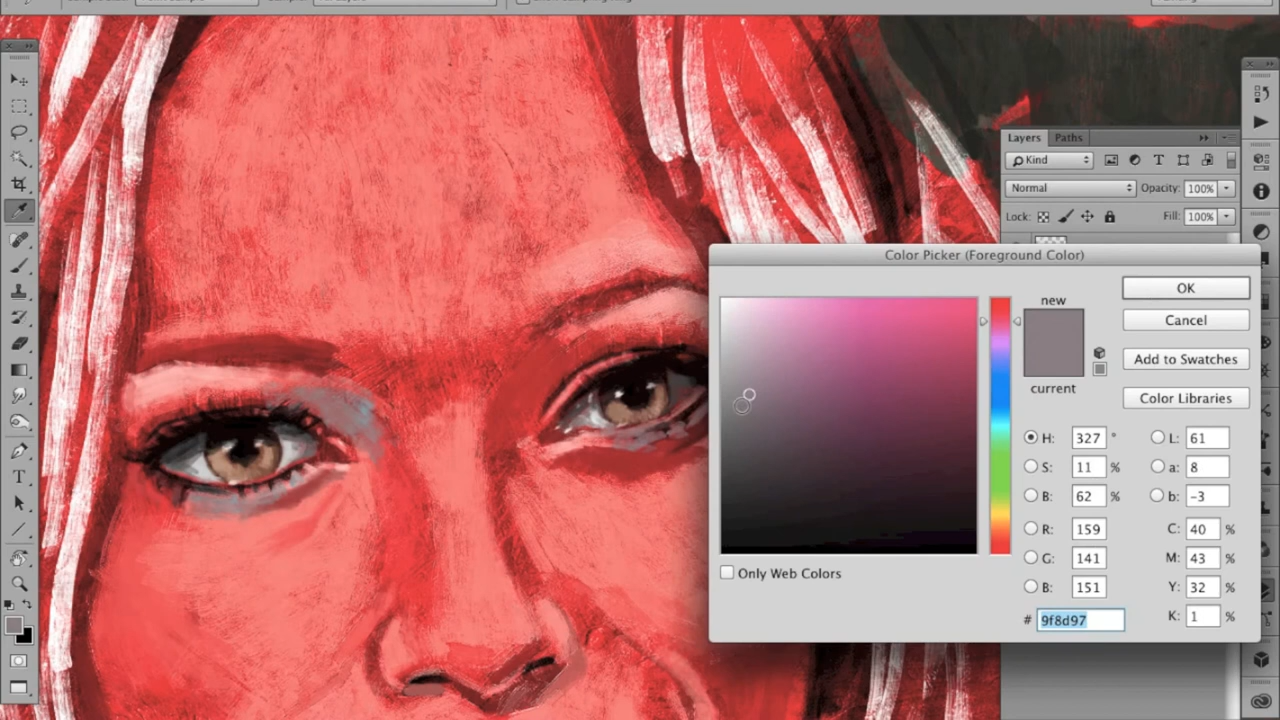 Layers Paths
Kind
Normal Opacity: 100%
Lock: Fill: 100%
Color Picker (Foreground Color)
new
current
OK
Cancel
Add to Swatches
Color Libraries
H: 327 ° L: 61
S: 11 % a: 8
B: 62 % b: -3
R: 159 C: 40 %
G: 141 M: 43 %
B: 151 Y: 32 %
# 9f8d97 K: 1 %
Only Web Colors